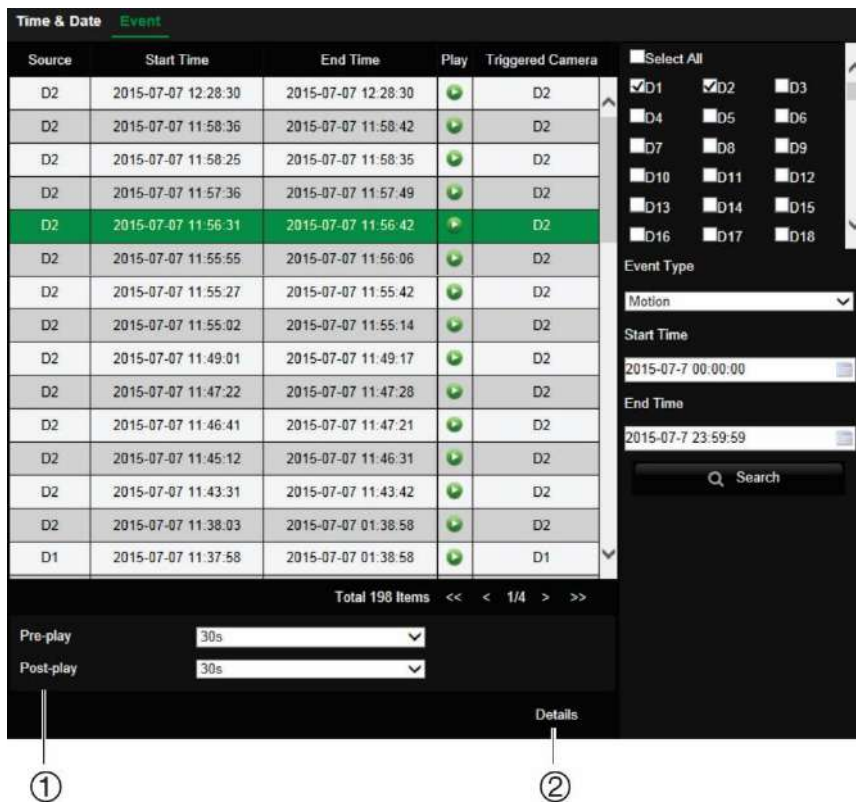 Time & Date Event
Source Start Time End Time Play Triggered Camera
D2 2015-07-07 12:28:30 2015-07-07 12:28:30 D2
D2 2015-07-07 11:58:36 2015-07-07 11:58:42 D2
D2 2015-07-07 11:58:25 2015-07-07 11:58:35 D2
D2 2015-07-07 11:57:36 2015-07-07 11:57:49 D2
D2 2015-07-07 11:56:31 2015-07-07 11:56:42 D2
D2 2015-07-07 11:55:55 2015-07-07 11:56:06 D2
D2 2015-07-07 11:55:27 2015-07-07 11:55:42 D2
D2 2015-07-07 11:55:02 2015-07-07 11:55:14 D2
D2 2015-07-07 11:49:01 2015-07-07 11:49:17 D2
D2 2015-07-07 11:47:22 2015-07-07 11:47:28 D2
D2 2015-07-07 11:46:41 2015-07-07 11:47:21 D2
D2 2015-07-07 11:45:12 2015-07-07 11:46:31 D2
D2 2015-07-07 11:43:31 2015-07-07 11:43:42 D2
D2 2015-07-07 11:38:03 2015-07-07 01:38:58 D2
D1 2015-07-07 11:37:58 2015-07-07 01:38:58 D1
Total 198 Items << < 1/4 > >>
Pre-play 30s
Post-play 30s
Details
Select All
D1 D2 D3
D4 D5 D6
D7 D8 D9
D10 D11 D12
D13 D14 D15
D16 D17 D18
Event Type
Motion
Start Time
2015-07-7 00:00:00
End Time
2015-07-7 23:59:59
Search
① ②